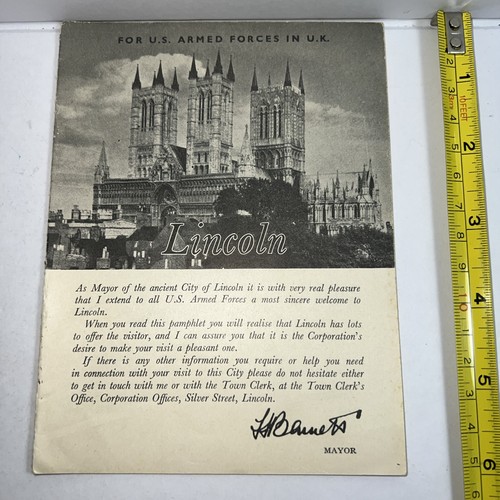 FOR U.S. ARMED FORCES IN U.K.
Lincoln
As Mayor of the ancient City of Lincoln it is with very real pleasure
that I extend to all U.S. Armed Forces a most sincere welcome to
Lincoln.
When you read this pamphlet you will realise that Lincoln has lots
to offer the visitor, and I can assure you that it is the Corporation's
desire to make your visit a pleasant one.
If there is any other information you require or help you need
in connection with your visit to this City please do not hesitate either
to get in touch with me or with the Town Clerk, at the Town Clerk's
Office, Corporation Offices, Silver Street, Lincoln.
MAYOR
1
2
3
4
5
6